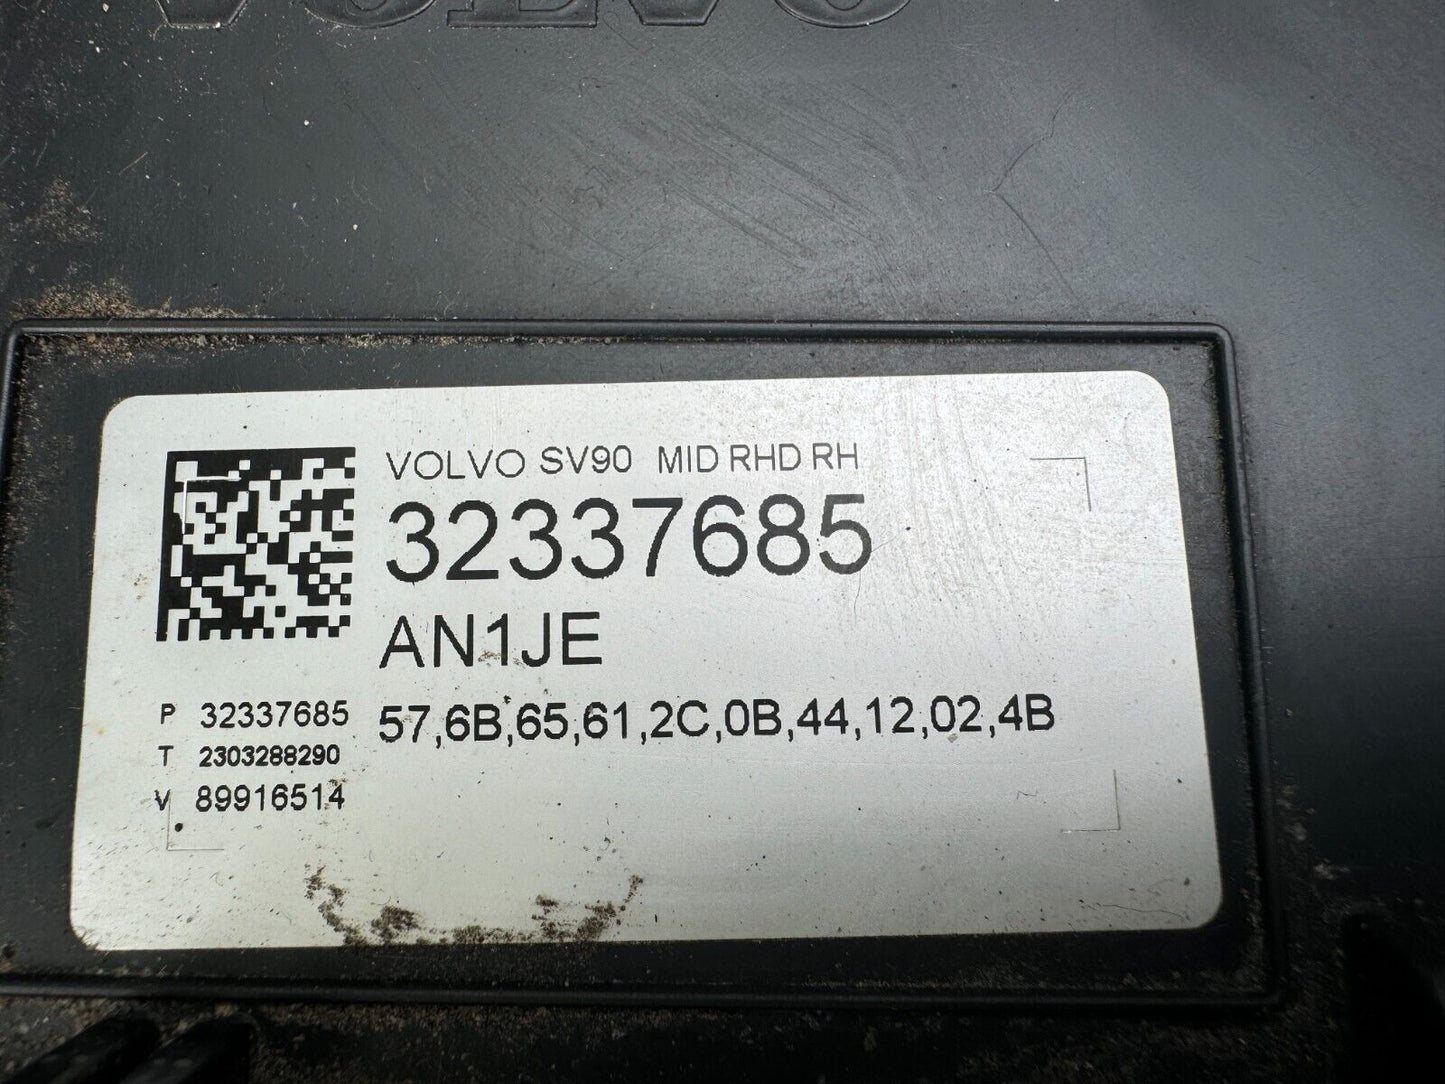 VOLVO
VOLVO SV90 MID RHD RH
32337685
AN1JE
P 32337685 57,6B,65,61,2C,0B,44,12,02,4B
T 2303288290
V 89916514